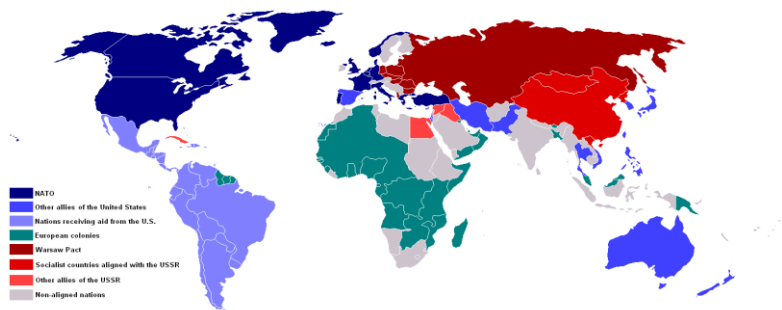 NATO
Other allies of the United States
Nations receiving aid from the U.S.
European colonies
Warsaw Pact
Socialist countries aligned with the USSR
Other allies of the USSR
Non-aligned nations